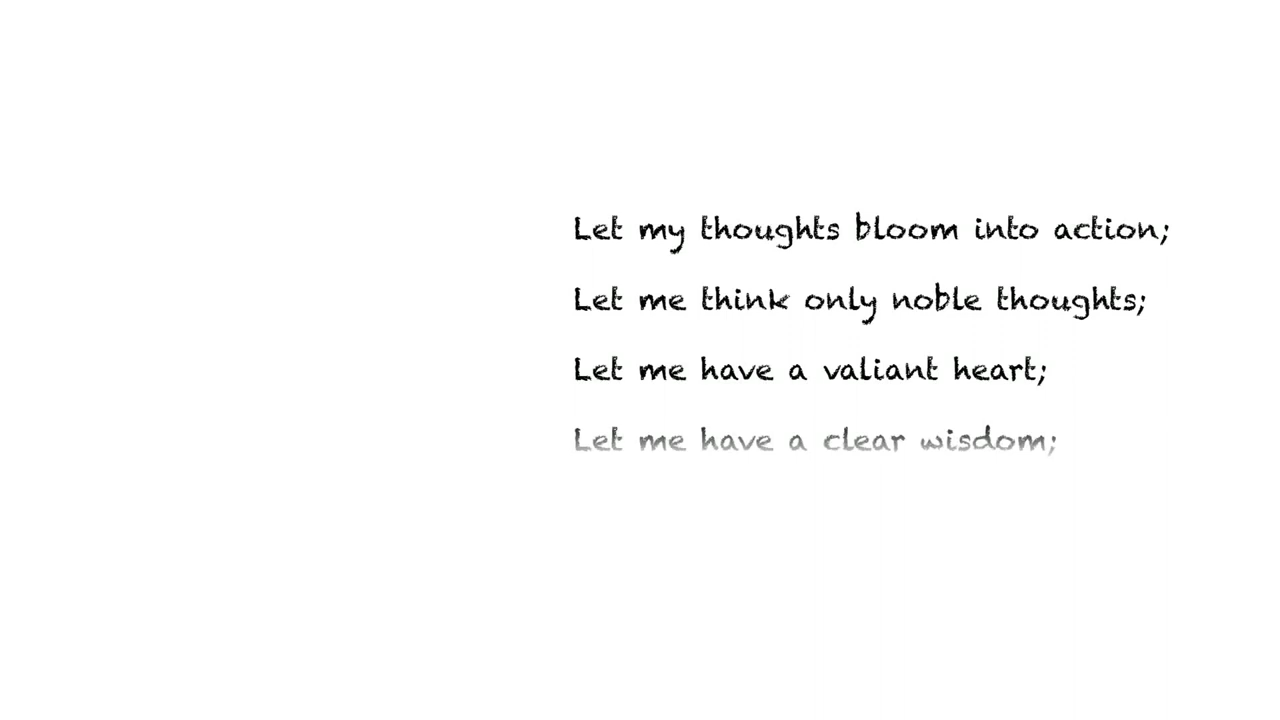 Let my thoughts bloom into action;
Let me think only noble thoughts;
Let me have a valiant heart;
Let me have a clear wisdom;